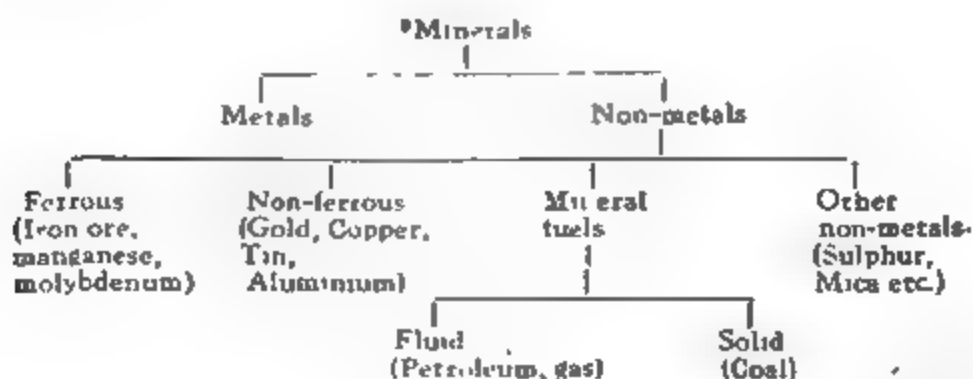 *Minerals
Metals Non-metals
Ferrous Non-ferrous Mineral Other
(Iron ore, (Gold, Copper, fuels non-metals.
manganese, Tin, (Sulphur,
molybdenum) Aluminium) Mica etc.)
Fluid Solid
(Petroleum, gas) (Coal)